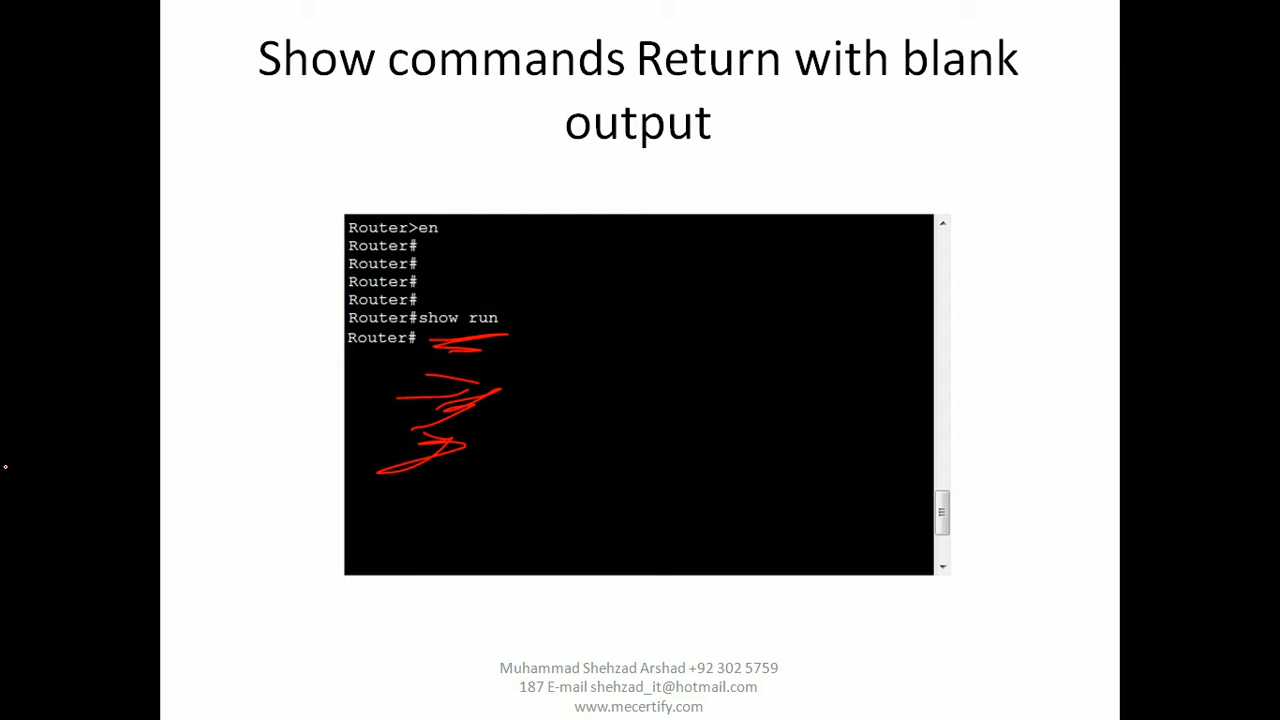 Show commands Return with blank
output
Router>en
Router#
Router#
Router#
Router#
Router#show run
Router#
Muhammad Shehzad Arshad +92 302 5759
187 E-mail shehzad_it@hotmail.com
www.mecertify.com